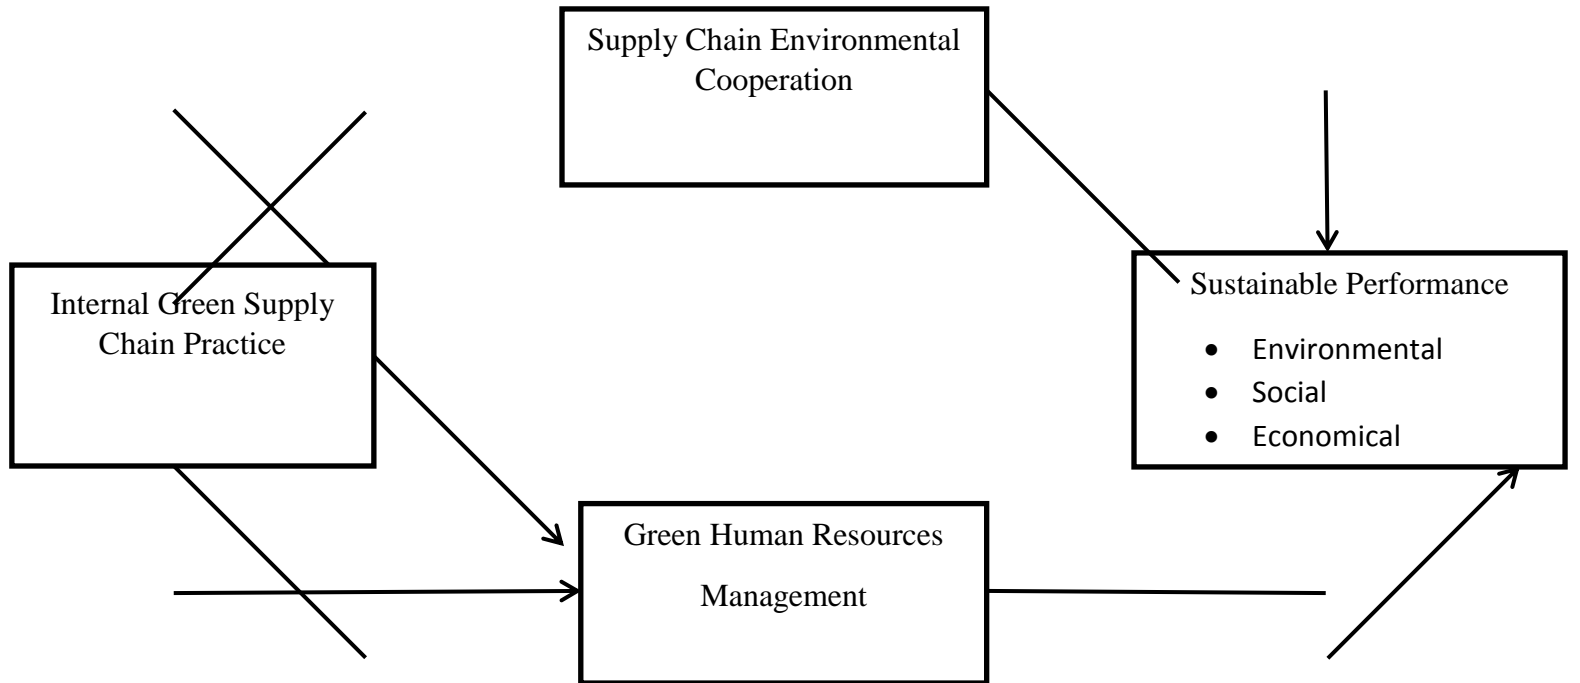 Supply Chain Environmental
Cooperation
Internal Green Supply
Chain Practice
Sustainable Performance
• Environmental
• Social
• Economical
Green Human Resources
Management